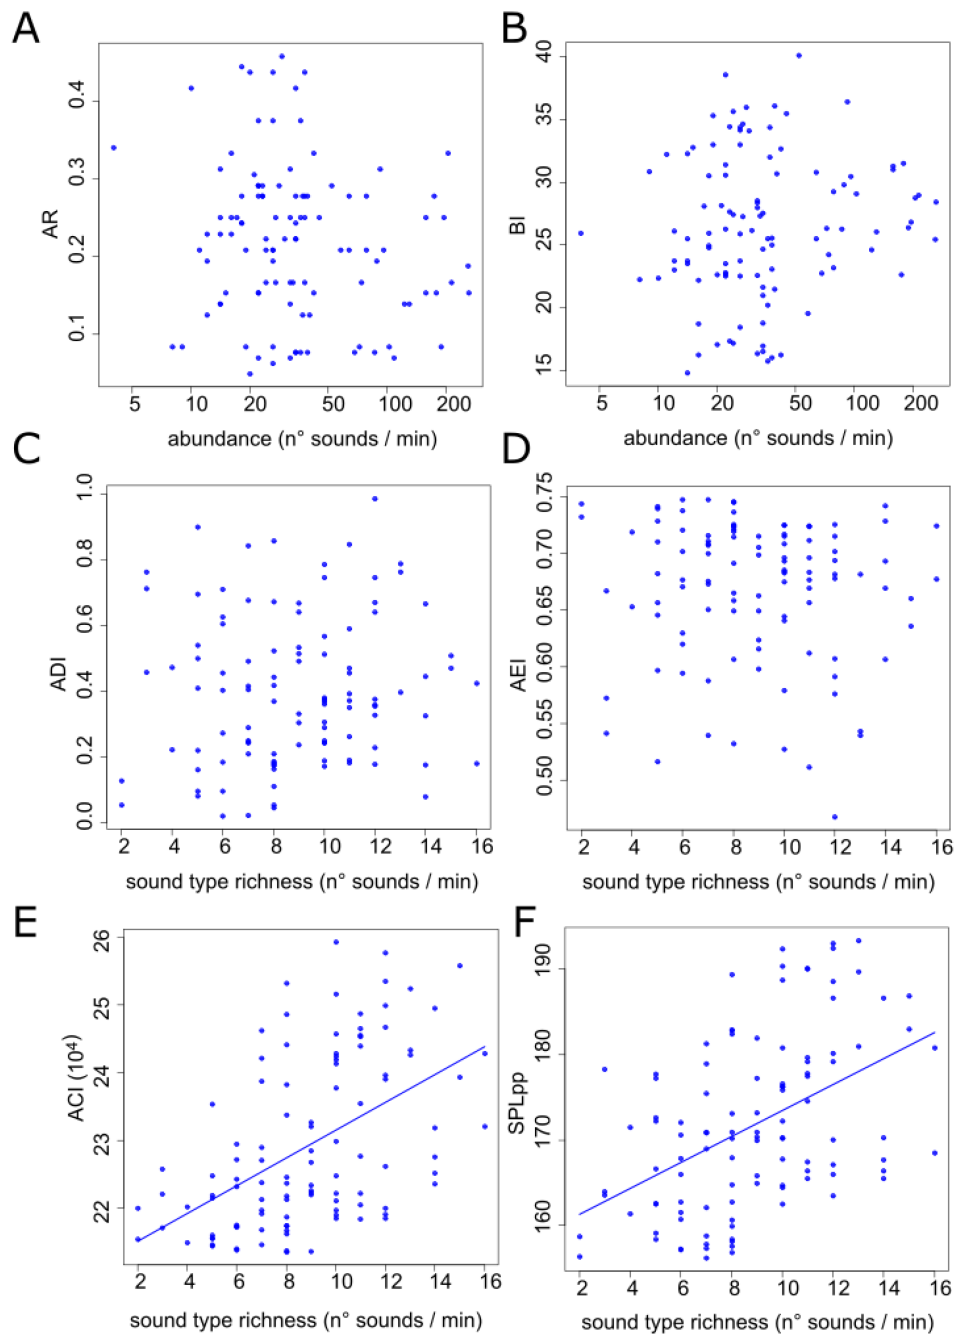 A
B
AR
0.1 0.2 0.3 0.4
5 10 20 50 100 200
abundance (n° sounds / min)
BI
15 20 25 30 35 40
5 10 20 50 100 200
abundance (n° sounds / min)
C
D
ADI
0.0 0.2 0.4 0.6 0.8 1.0
2 4 6 8 10 12 14 16
sound type richness (n° sounds / min)
AEI
0.50 0.55 0.60 0.65 0.70 0.75
2 4 6 8 10 12 14 16
sound type richness (n° sounds / min)
E
F
ACI (10⁴)
22 23 24 25 26
2 4 6 8 10 12 14 16
sound type richness (n° sounds / min)
SPLpp
160 170 180 190
2 4 6 8 10 12 14 16
sound type richness (n° sounds / min)